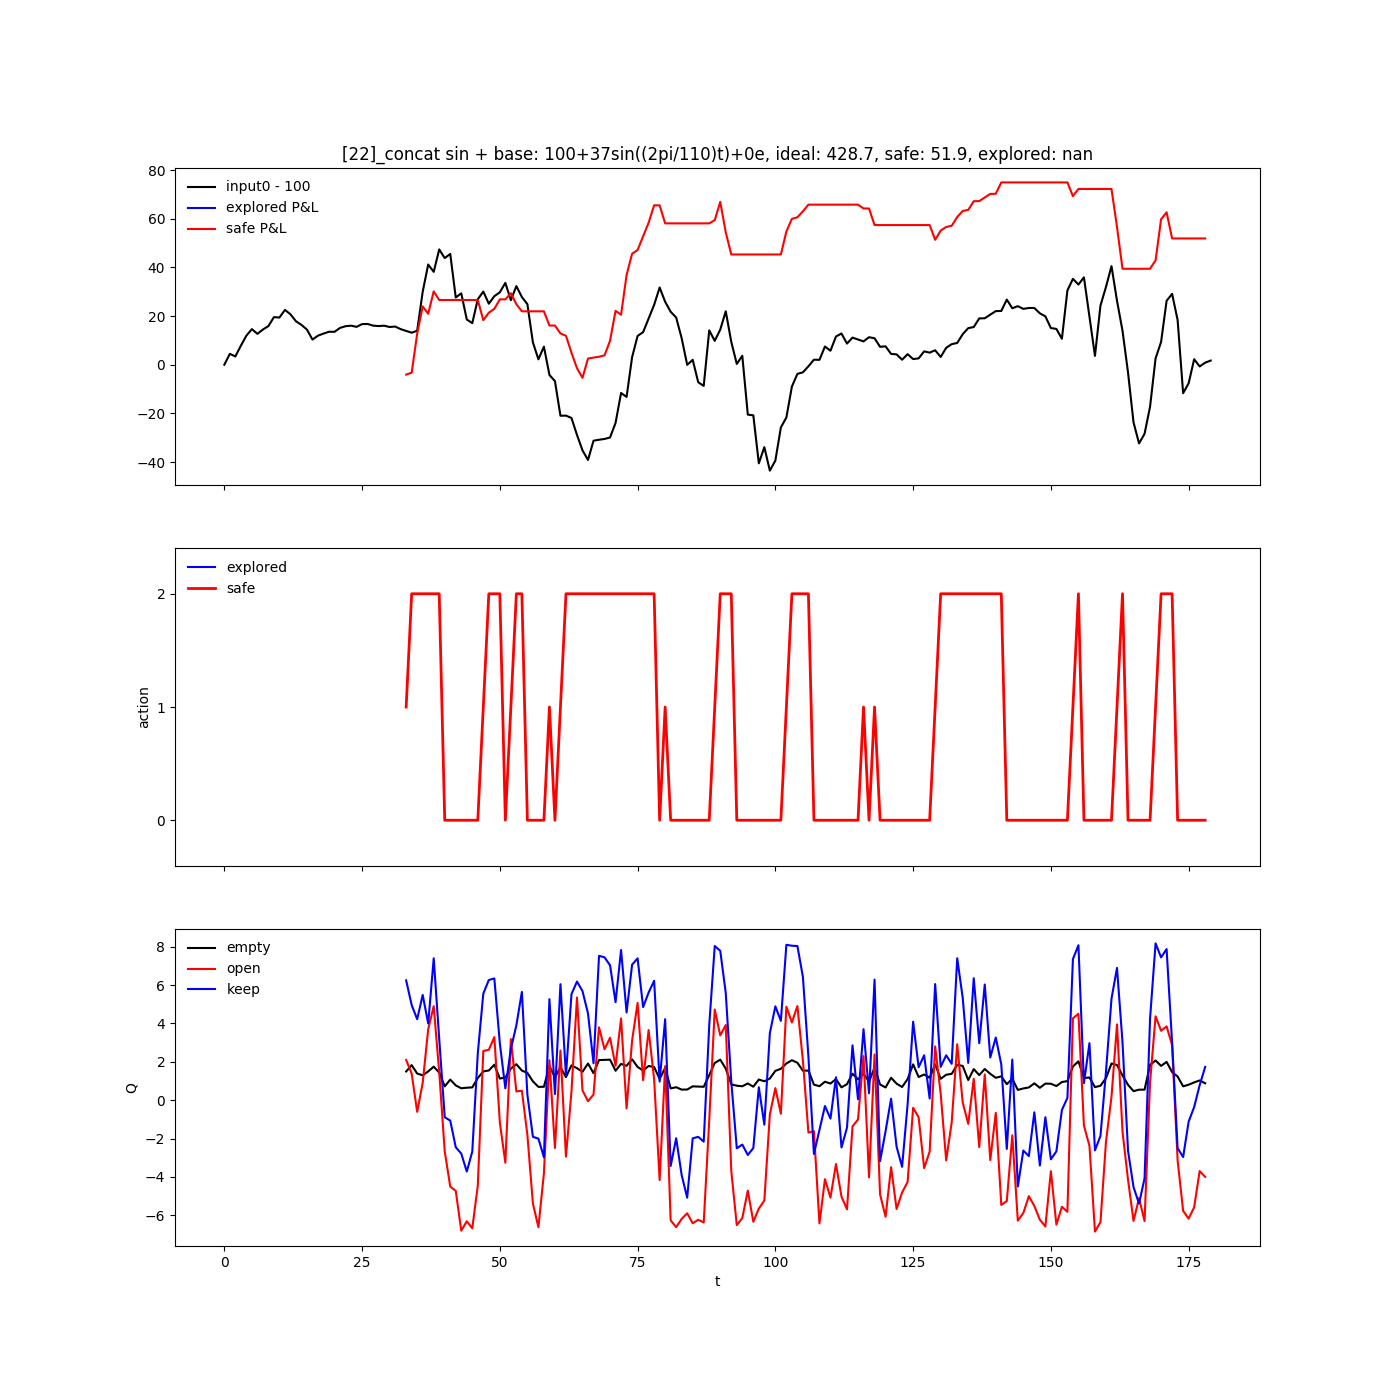 [22]_concat sin + base: 100+37sin((2pi/110)t)+0e, ideal: 428.7, safe: 51.9, explored: nan
80
60
40
20
0
−20
−40
input0 - 100
explored P&L
safe P&L
2
1
0
action
explored
safe
8
6
4
2
0
−2
−4
−6
Q
empty
open
keep
0 25 50 75 100 125 150 175
t